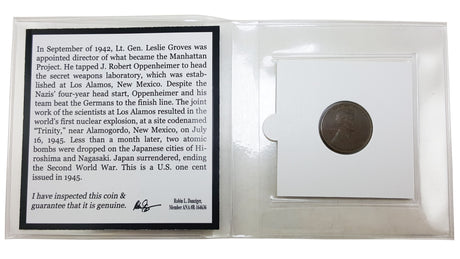 In September of 1942, Lt. Gen. Leslie Groves was
appointed director of what became the Manhattan
Project. He tapped J. Robert Oppenheimer to head
the secret weapons laboratory, which was estab-
lished at Los Alamos, New Mexico. Despite the
Nazis' four-year head start, Oppenheimer and his
team beat the Germans to the finish line. The joint
work of the scientists at Los Alamos resulted in the
world's first nuclear explosion, at a site codenamed
"Trinity," near Alamogordo, New Mexico, on July
16, 1945. Less than a month later, two atomic
bombs were dropped on the Japanese cities of Hi-
roshima and Nagasaki. Japan surrendered, ending
the Second World War. This is a U.S. one cent
issued in 1945.
I have inspected this coin &
guarantee that it is genuine.
Robin L. Danziger,
Member ANA 0R 164636